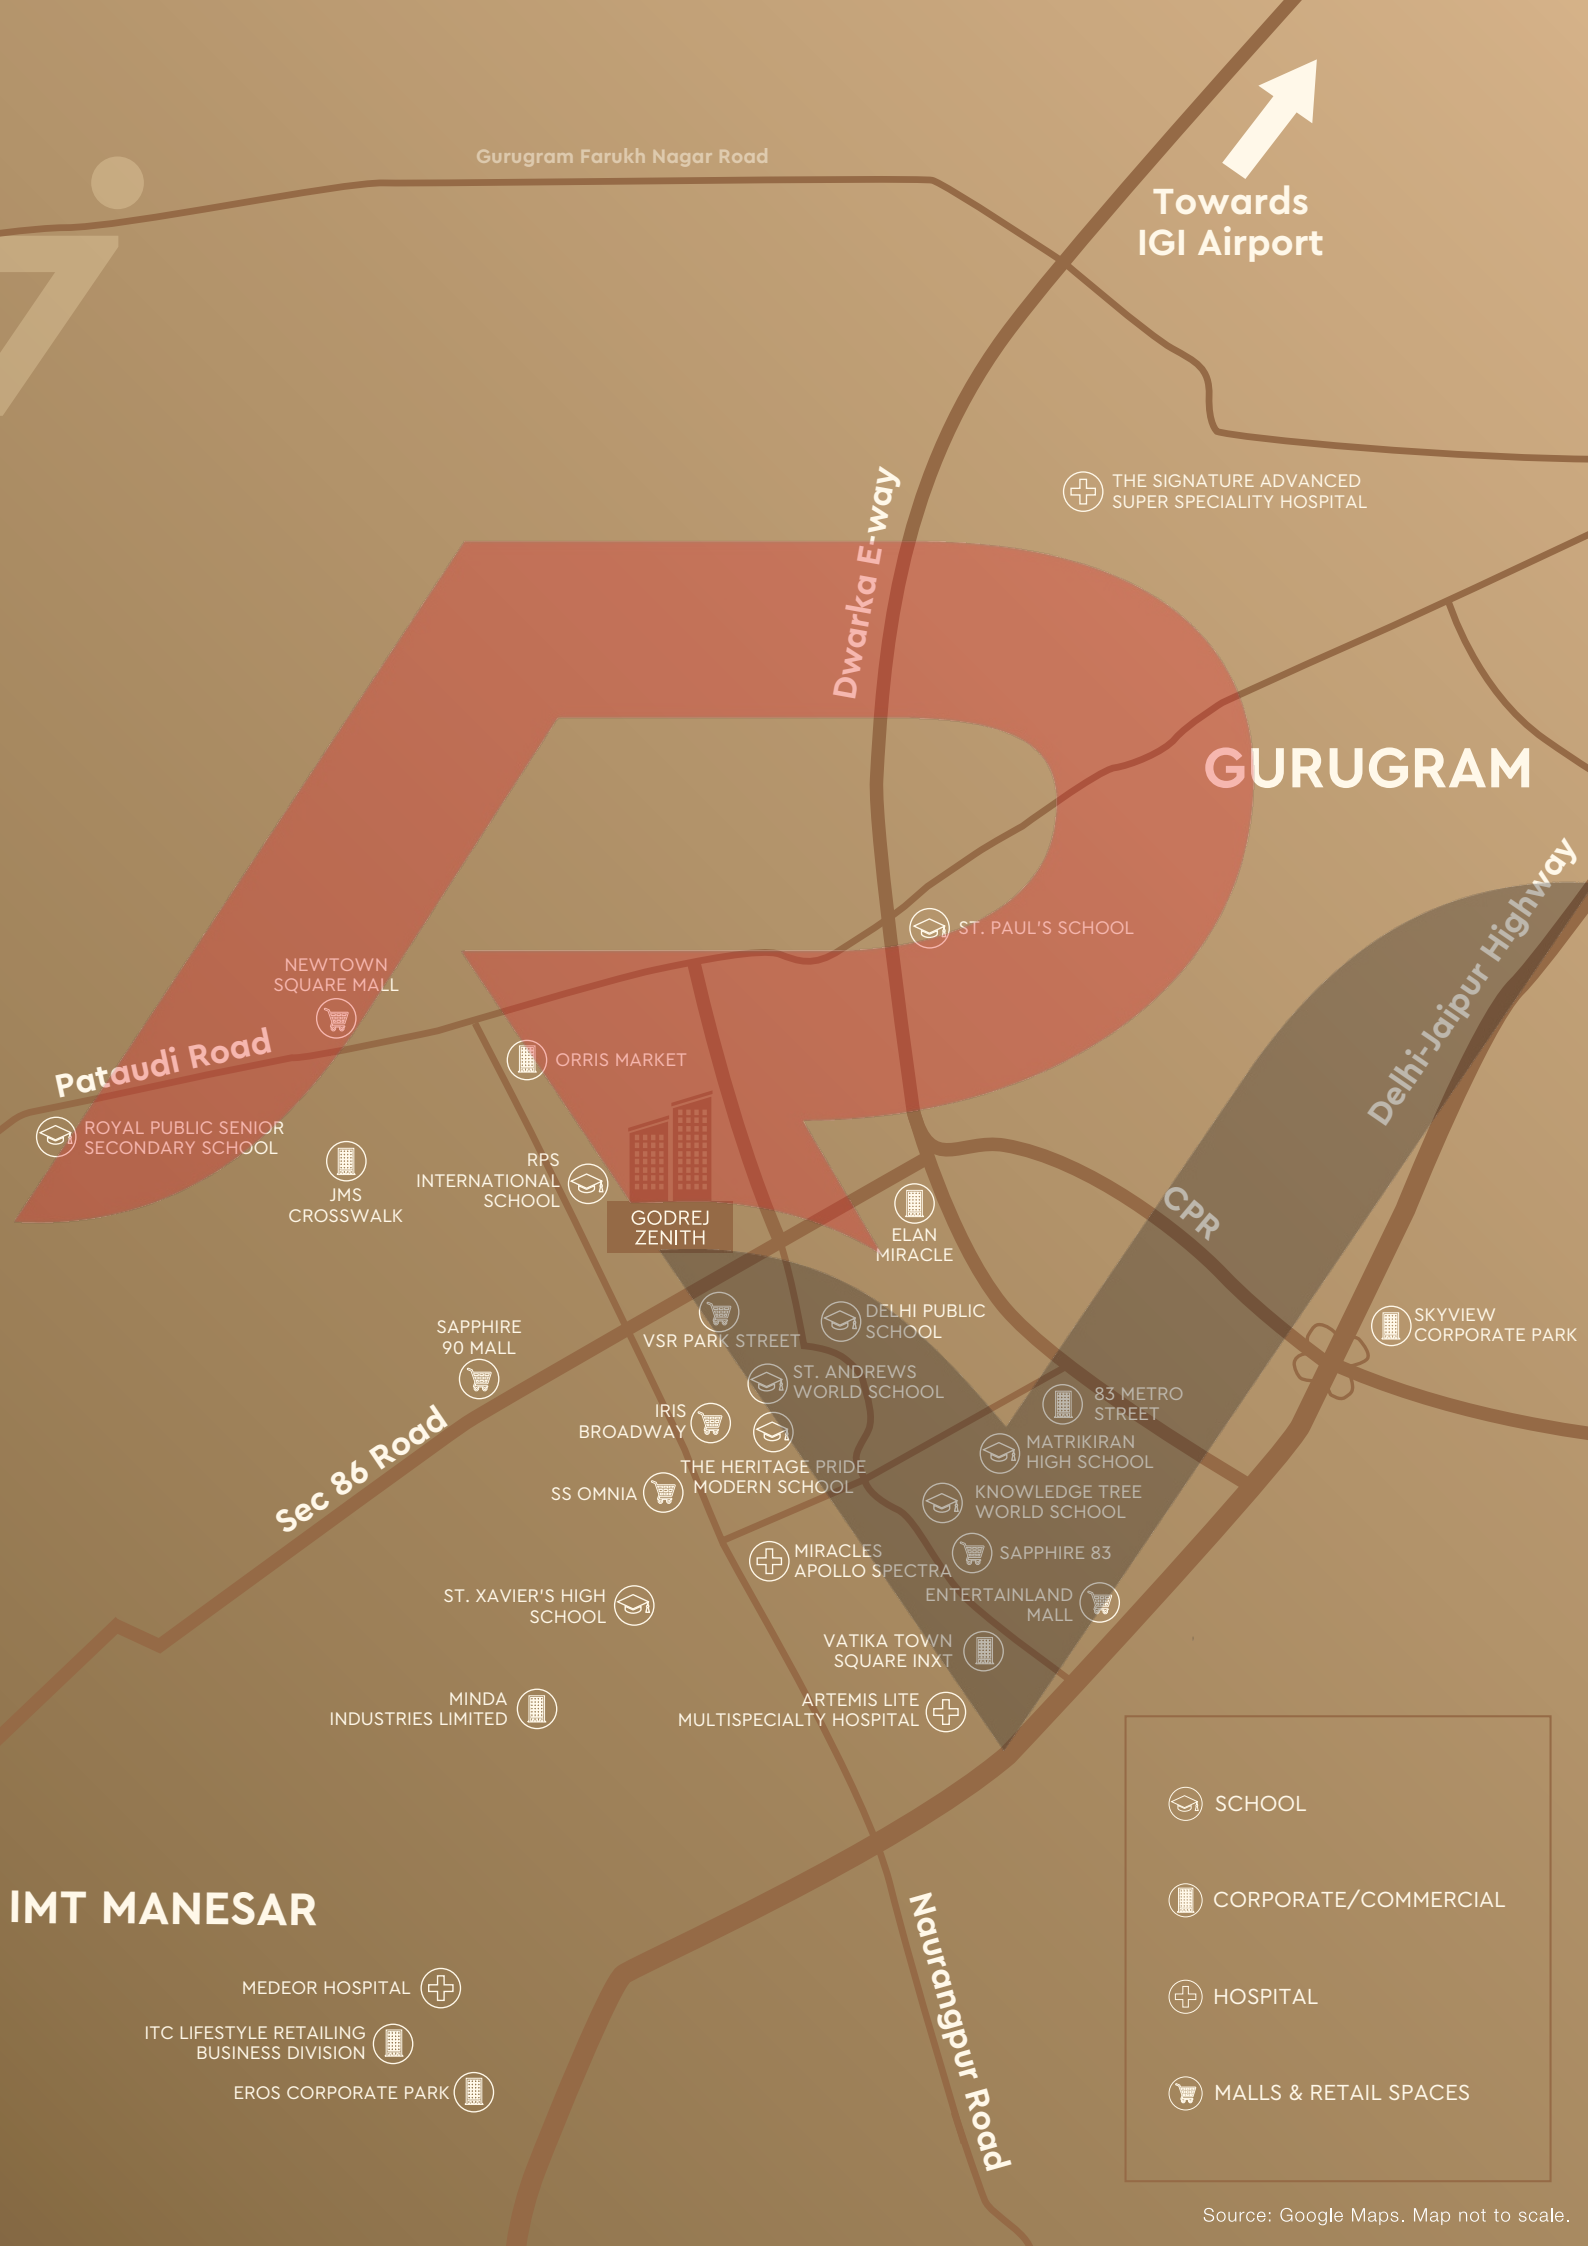 Gurugram Farukh Nagar Road
Towards
IGI Airport
THE SIGNATURE ADVANCED
SUPER SPECIALITY HOSPITAL
Dwarka E-way
GURUGRAM
Delhi-Jaipur Highway
ST. PAUL'S SCHOOL
NEWTOWN
SQUARE MALL
Pataudi Road
ORRIS MARKET
ROYAL PUBLIC SENIOR
SECONDARY SCHOOL
JMS
CROSSWALK
RPS
INTERNATIONAL
SCHOOL
GODREJ
ZENITH
ELAN
MIRACLE
CPR
SAPPHIRE
90 MALL
VSR PARK STREET
DELHI PUBLIC
SCHOOL
SKYVIEW
CORPORATE PARK
ST. ANDREWS
WORLD SCHOOL
83 METRO
STREET
IRIS
BROADWAY
Sec 86 Road
MATRIKIRAN
HIGH SCHOOL
THE HERITAGE PRIDE
MODERN SCHOOL
SS OMNIA
KNOWLEDGE TREE
WORLD SCHOOL
MIRACLES
APOLLO SPECTRA
SAPPHIRE 83
ST. XAVIER'S HIGH
SCHOOL
ENTERTAINLAND
MALL
VATIKA TOWN
SQUARE INXT
MINDA
INDUSTRIES LIMITED
ARTEMIS LITE
MULTISPECIALTY HOSPITAL
SCHOOL
CORPORATE/COMMERCIAL
HOSPITAL
MALLS & RETAIL SPACES
IMT MANESAR
Naurangpur Road
MEDEOR HOSPITAL
ITC LIFESTYLE RETAILING
BUSINESS DIVISION
EROS CORPORATE PARK
Source: Google Maps. Map not to scale.